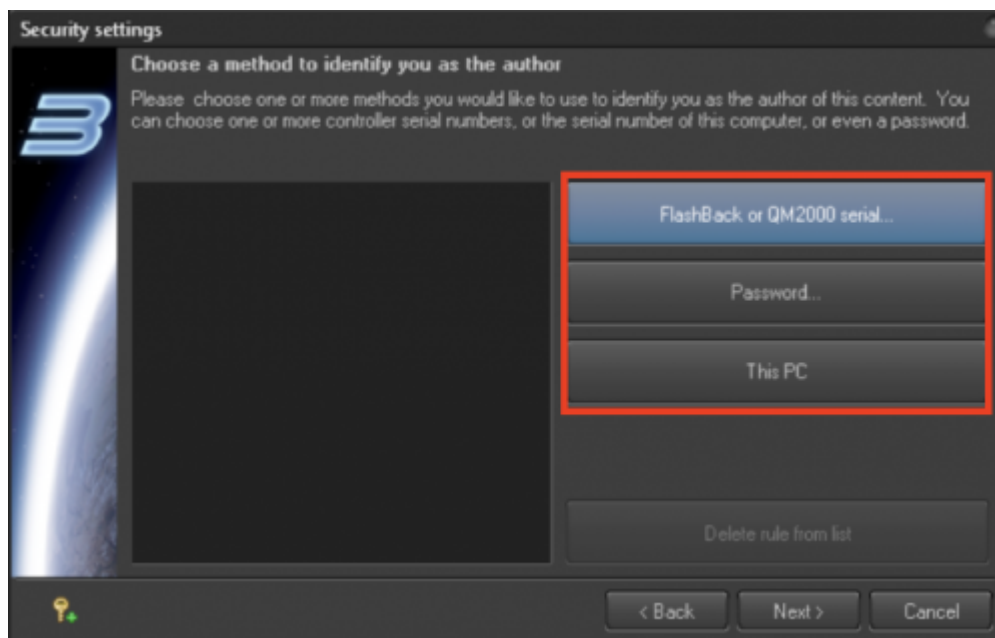 Security settings
Choose a method to identify you as the author
Please choose one or more methods you would like to use to identify you as the author of this content. You
can choose one or more controller serial numbers, or the serial number of this computer, or even a password.
3
FlashBack or QM2000 serial...
Password...
This PC
Delete rule from list
< Back
Next >
Cancel